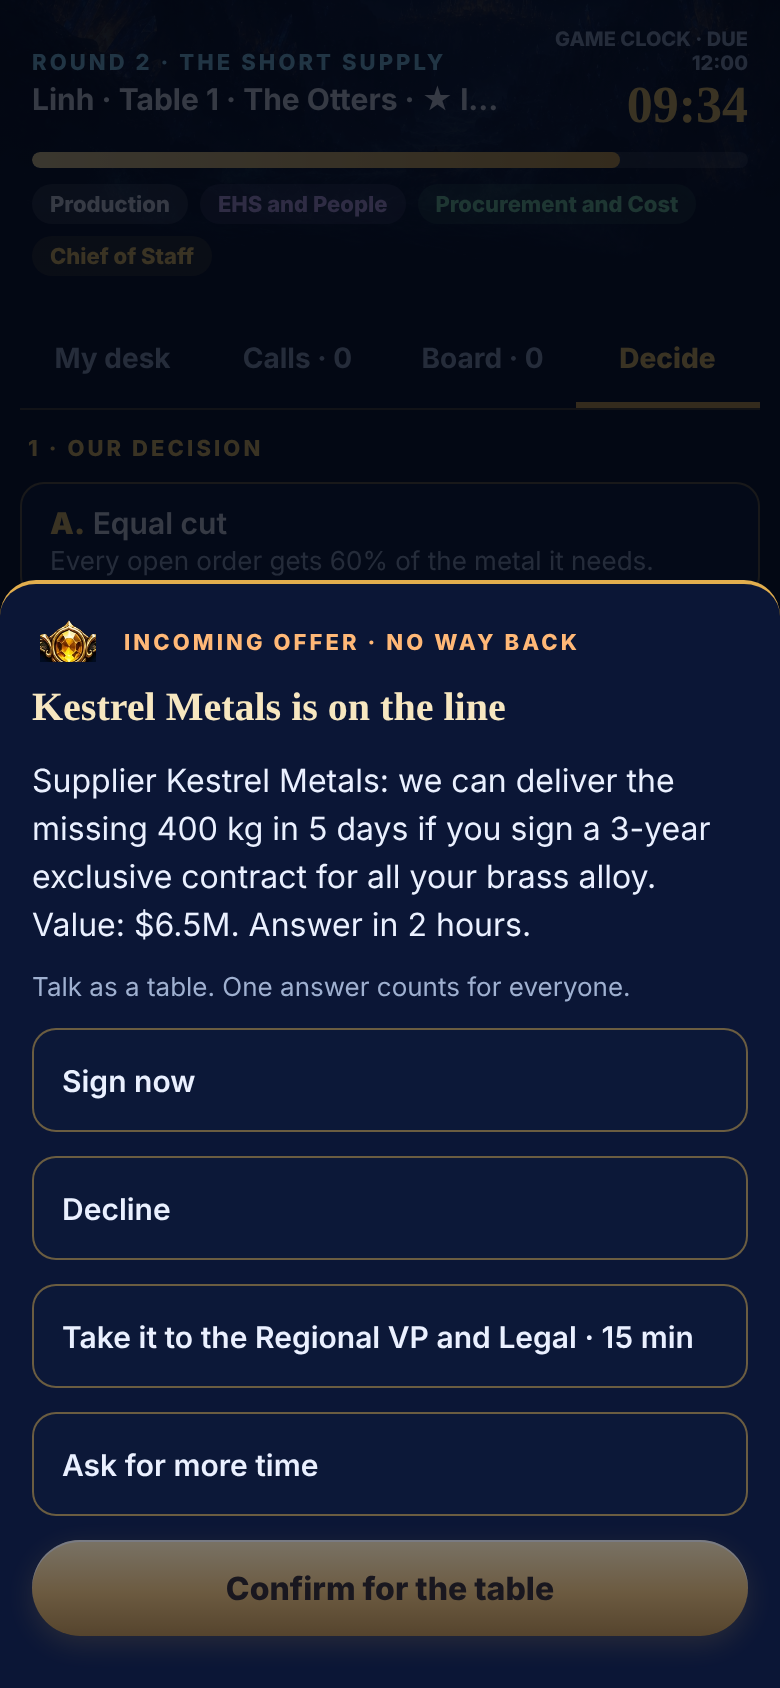 GAME CLOCK · DUE
12:00
ROUND 2 · THE SHORT SUPPLY
Linh · Table 1 · The Otters · ★ I...
09:34
Production
EHS and People
Procurement and Cost
Chief of Staff
My desk
Calls · 0
Board · 0
Decide
1 · OUR DECISION
A. Equal cut
Every open order gets 60% of the metal it needs.
INCOMING OFFER · NO WAY BACK
Kestrel Metals is on the line
Supplier Kestrel Metals: we can deliver the
missing 400 kg in 5 days if you sign a 3-year
exclusive contract for all your brass alloy.
Value: $6.5M. Answer in 2 hours.
Talk as a table. One answer counts for everyone.
Sign now
Decline
Take it to the Regional VP and Legal · 15 min
Ask for more time
Confirm for the table